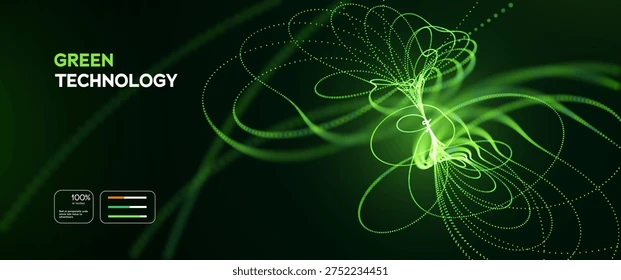 GREEN
TECHNOLOGY
100%
shutterstock.com · 2752234451